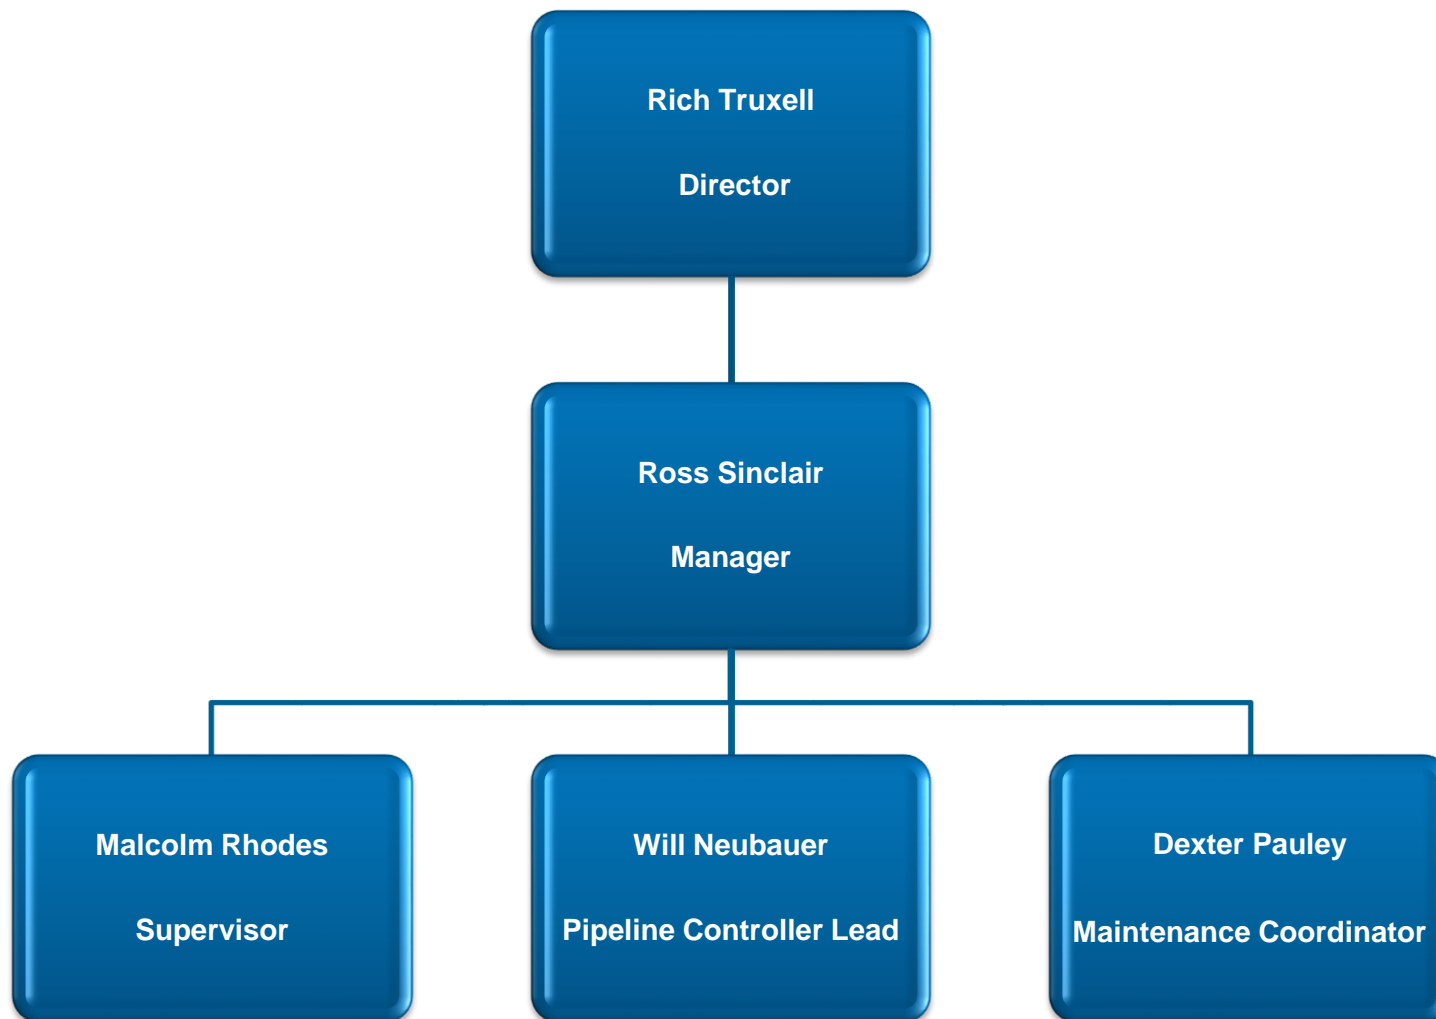 Rich Truxell
Director
Ross Sinclair
Manager
Malcolm Rhodes
Supervisor
Will Neubauer
Pipeline Controller Lead
Dexter Pauley
Maintenance Coordinator